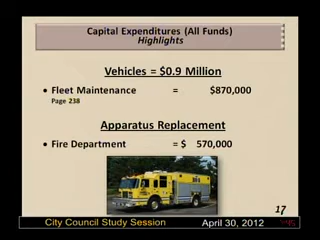 Capital Expenditures (All Funds)
Highlights
Vehicles = $0.9 Million
• Fleet Maintenance = $870,000
Page 238
Apparatus Replacement
• Fire Department = $ 570,000
17
City Council Study Session April 30, 2012